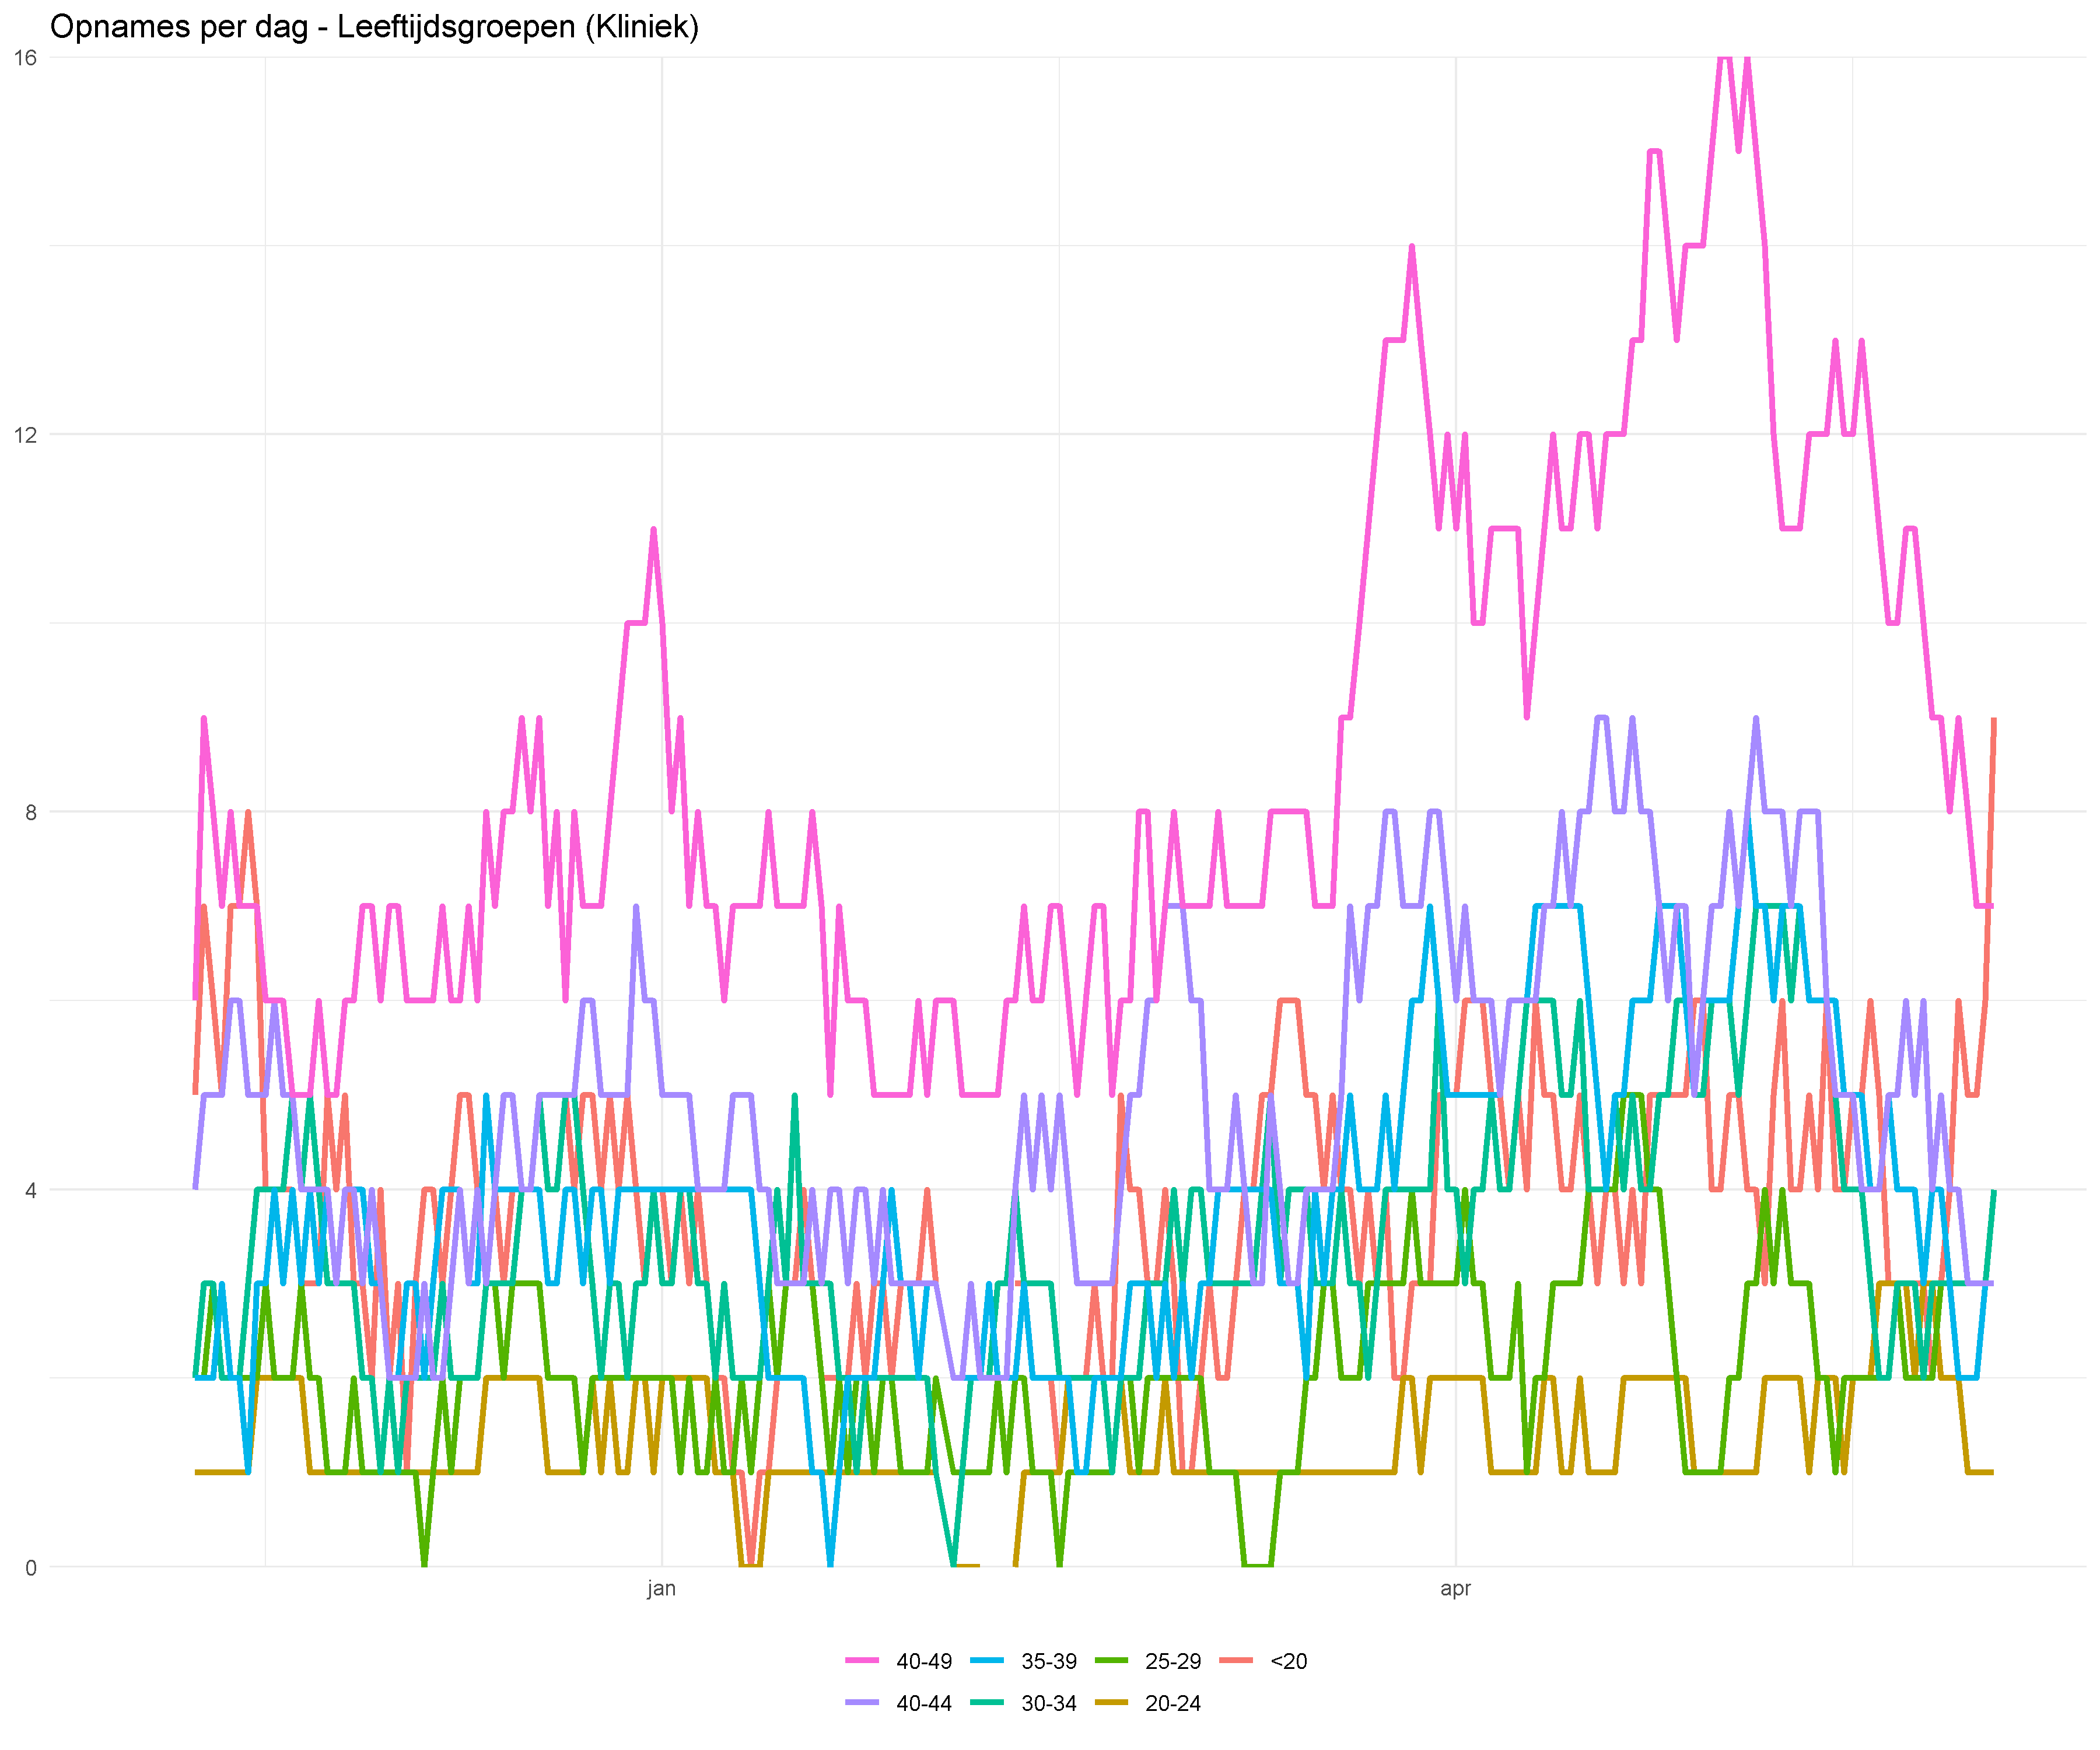 Opnames per dag - Leeftijdsgroepen (Kliniek)
16
12
8
4
0
jan apr
40-49 35-39 25-29 <20
40-44 30-34 20-24